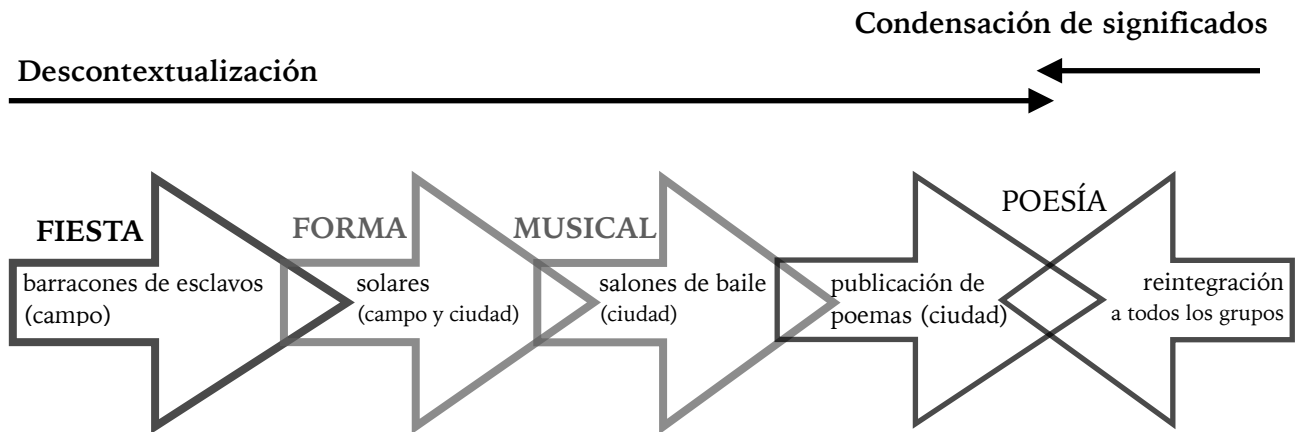 Condensación de significados
Descontextualización
FIESTA
FORMA
MUSICAL
POESÍA
barracones de esclavos
(campo)
solares
(campo y ciudad)
salones de baile
(ciudad)
publicación de
poemas (ciudad)
reintegración
a todos los grupos